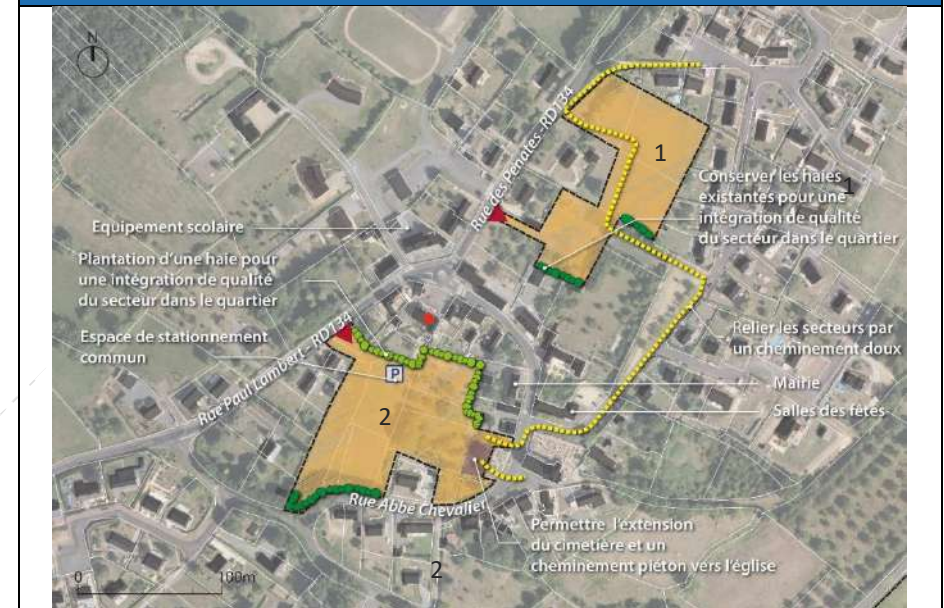 N
Rue des Penates - RD134
1
Conserver les haies
existantes pour une
intégration de qualité
du secteur dans le quartier
1
Equipement scolaire
Plantation d'une haie pour
une intégration de qualité
du secteur dans le quartier
Espace de stationnement
commun
Rue Paul Lambert - RD134
P
2
Relier les secteurs par
un cheminement doux
Mairie
Salles des fêtes
Rue Abbé Chevalier
Permettre l'extension
du cimetière et un
cheminement piéton vers l'église
2
0
100m